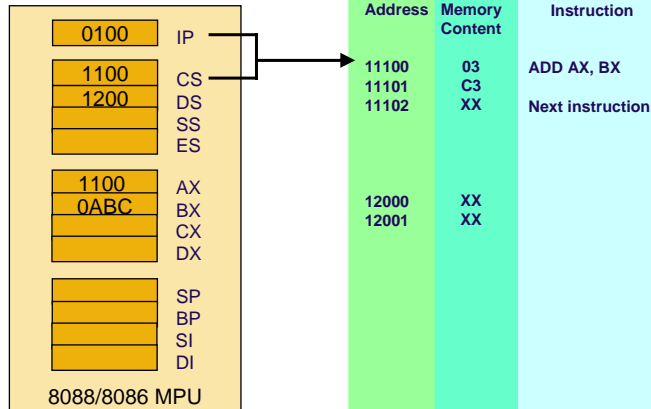 0100 IP
1100 CS
1200 DS
SS
ES
1100 AX
0ABC BX
CX
DX
SP
BP
SI
DI
8088/8086 MPU
Address Memory Content Instruction
11100 03 ADD AX, BX
11101 C3
11102 XX Next instruction
12000 XX
12001 XX